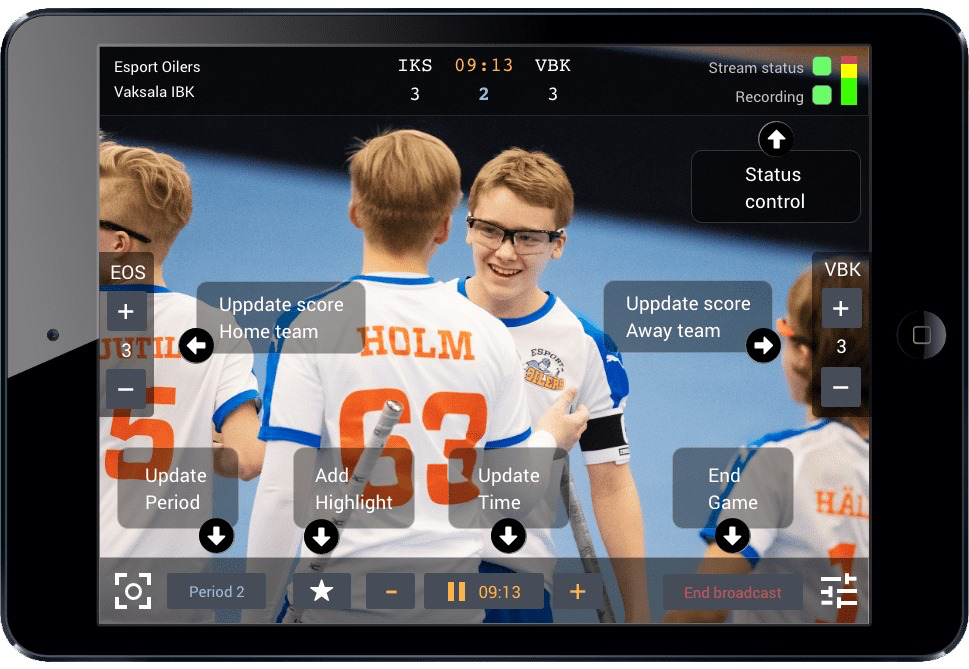 Esport Oilers
Vaksala IBK
IKS 09:13 VBK
3 2 3
Stream status
Recording
Status
control
EOS
+
3
−
Uppdate score
Home team
Uppdate score
Away team
VBK
+
3
−
HOLM
63
5
ESPORT
OILERS
Update
Period
Add
Highlight
Update
Time
End
Game
Period 2
− 09:13 +
End broadcast